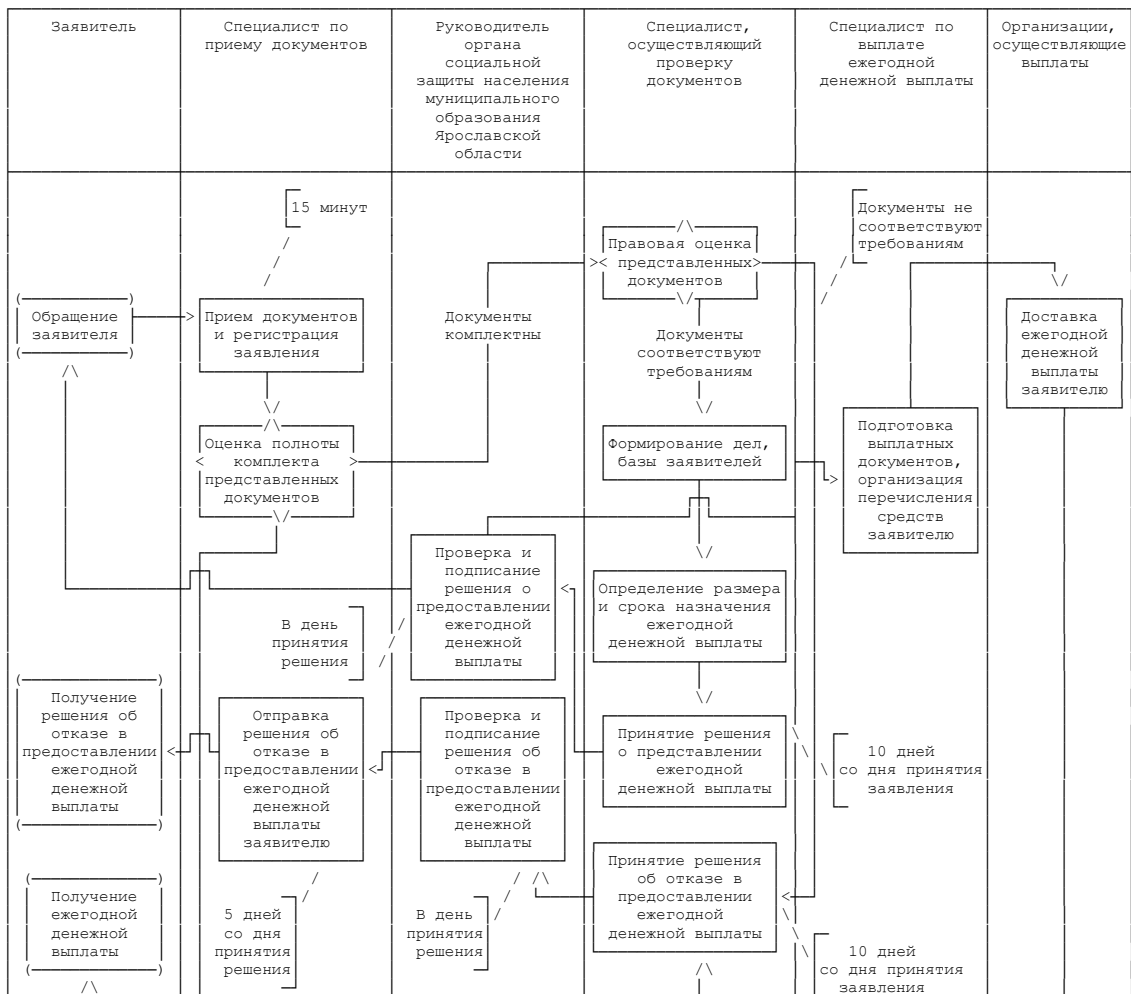 Заявитель
Специалист по
приему документов
Руководитель
органа
социальной
защиты населения
муниципального
образования
Ярославской
области
Специалист,
осуществляющий
проверку
документов
Специалист по
выплате
ежегодной
денежной выплаты
Организации,
осуществляющие
выплаты
15 минут
Правовая оценка
представленных
документов
Документы не
соответствуют
требованиям
Обращение
заявителя
Прием документов
и регистрация
заявления
Документы
комплектны
Документы
соответствуют
требованиям
Доставка
ежегодной
денежной
выплаты
заявителю
Оценка полноты
комплекта
представленных
документов
Формирование дел,
базы заявителей
Подготовка
выплатных
документов,
организация
перечисления
средств
заявителю
Проверка и
подписание
решения о
предоставлении
ежегодной
денежной
выплаты
Определение размера
и срока назначения
ежегодной
денежной выплаты
В день
принятия
решения
Получение
решения об
отказе в
предоставлении
ежегодной
денежной
выплаты
Отправка
решения об
отказе в
предоставлении
ежегодной
денежной
выплаты
заявителю
Проверка и
подписание
решения об
отказе в
предоставлении
ежегодной
денежной
выплаты
Принятие решения
о представлении
ежегодной
денежной выплаты
10 дней
со дня принятия
заявления
Принятие решения
об отказе в
предоставлении
ежегодной
денежной выплаты
Получение
ежегодной
денежной
выплаты
5 дней
со дня
принятия
решения
В день
принятия
решения
10 дней
со дня принятия
заявления